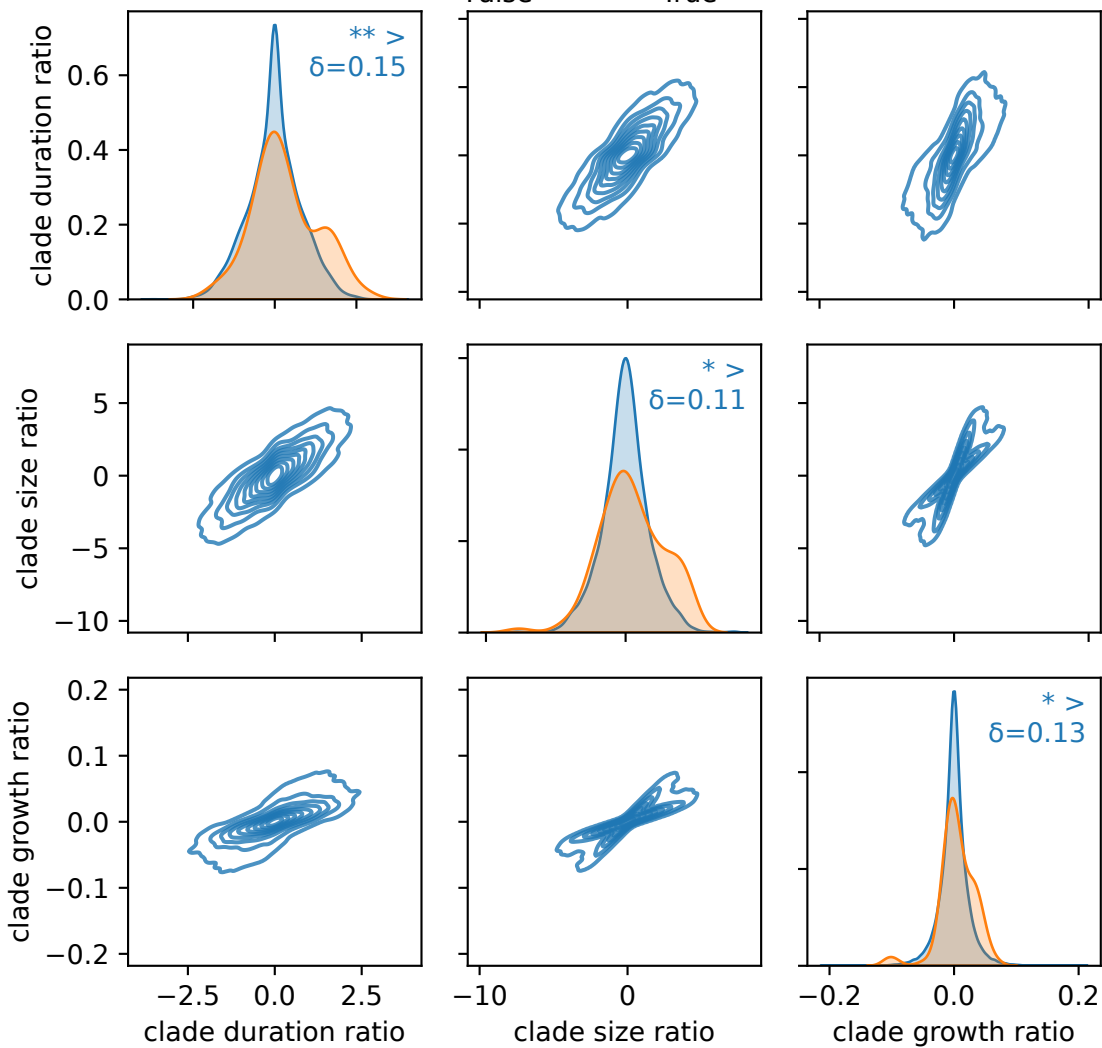 clade duration ratio
0.6
0.4
0.2
0.0
** >
δ=0.15
clade size ratio
5
0
−5
−10
* >
δ=0.11
clade growth ratio
0.2
0.1
0.0
−0.1
−0.2
* >
δ=0.13
−2.5 0.0 2.5
−10 0
−0.2 0.0 0.2
clade duration ratio
clade size ratio
clade growth ratio